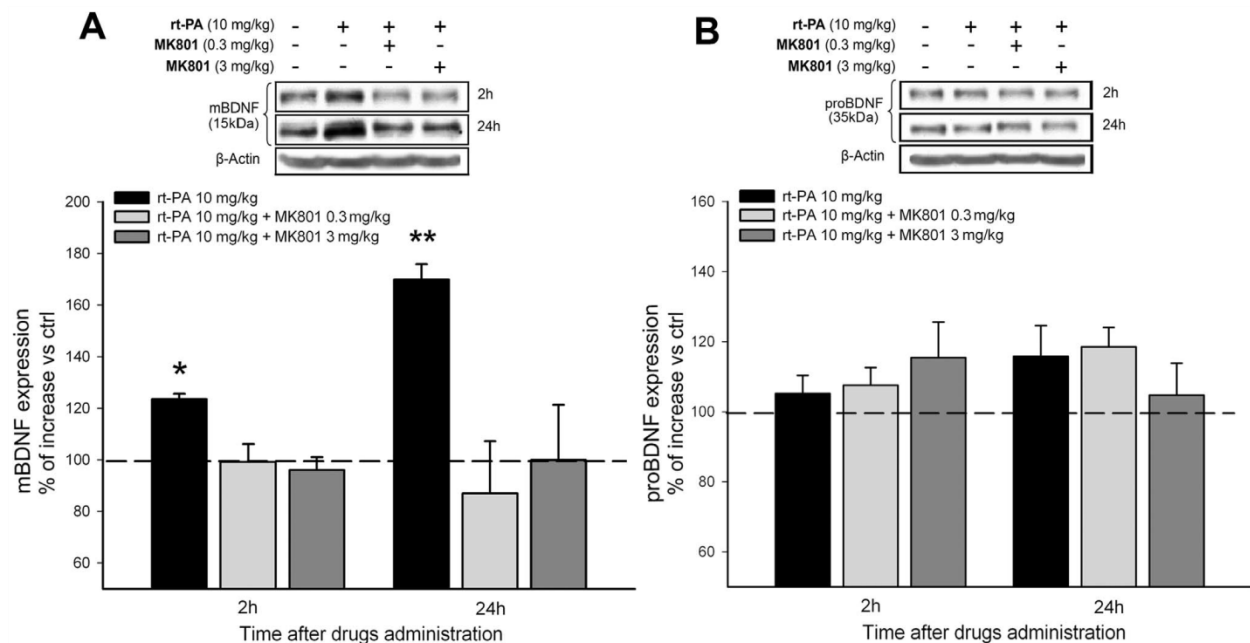 A
rt-PA (10 mg/kg) - + + +
MK801 (0.3 mg/kg) - - + -
MK801 (3 mg/kg) - - - +
mBDNF
(15kDa)
2h
24h
β-Actin
200
180
160
140
120
100
80
60
mBDNF expression
% of increase vs ctrl
rt-PA 10 mg/kg
rt-PA 10 mg/kg + MK801 0.3 mg/kg
rt-PA 10 mg/kg + MK801 3 mg/kg
*
**
2h 24h
Time after drugs administration
B
rt-PA (10 mg/kg) - + + +
MK801 (0.3 mg/kg) - - + -
MK801 (3 mg/kg) - - - +
proBDNF
(35kDa)
2h
24h
β-Actin
160
140
120
100
80
60
proBDNF expression
% of increase vs ctrl
rt-PA 10 mg/kg
rt-PA 10 mg/kg + MK801 0.3 mg/kg
rt-PA 10 mg/kg + MK801 3 mg/kg
2h 24h
Time after drugs administration